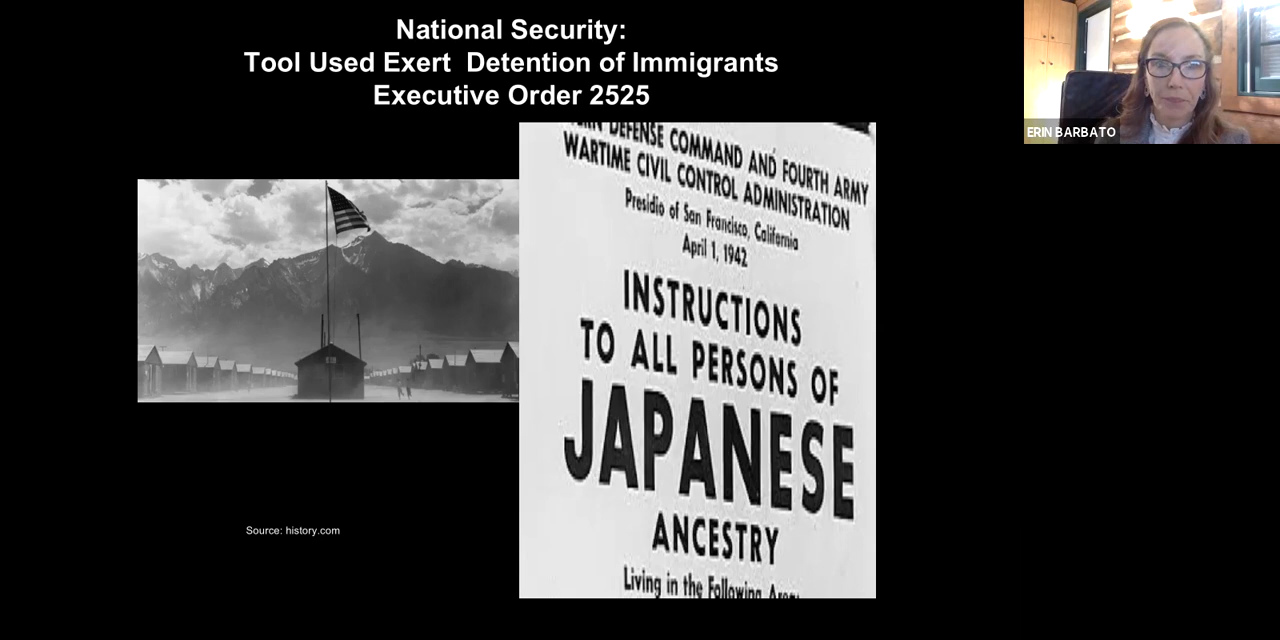 National Security:
Tool Used Exert  Detention of Immigrants
Executive Order 2525
ERIN BARBATO
DEFENSE COMMAND AND FOURTH ARMY
WARTIME CIVIL CONTROL ADMINISTRATION
Presidio of San Francisco, California
April 1, 1942
INSTRUCTIONS
TO ALL PERSONS OF
JAPANESE
ANCESTRY
Living in the Following
Source: history.com